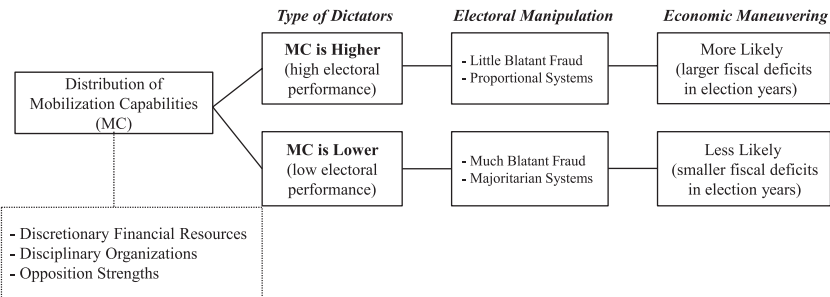 Type of Dictators
Electoral Manipulation
Economic Maneuvering
Distribution of
Mobilization Capabilities
(MC)
MC is Higher
(high electoral
performance)
- Little Blatant Fraud
- Proportional Systems
More Likely
(larger fiscal deficits
in election years)
MC is Lower
(low electoral
performance)
- Much Blatant Fraud
- Majoritarian Systems
Less Likely
(smaller fiscal deficits
in election years)
- Discretionary Financial Resources
- Disciplinary Organizations
- Opposition Strengths